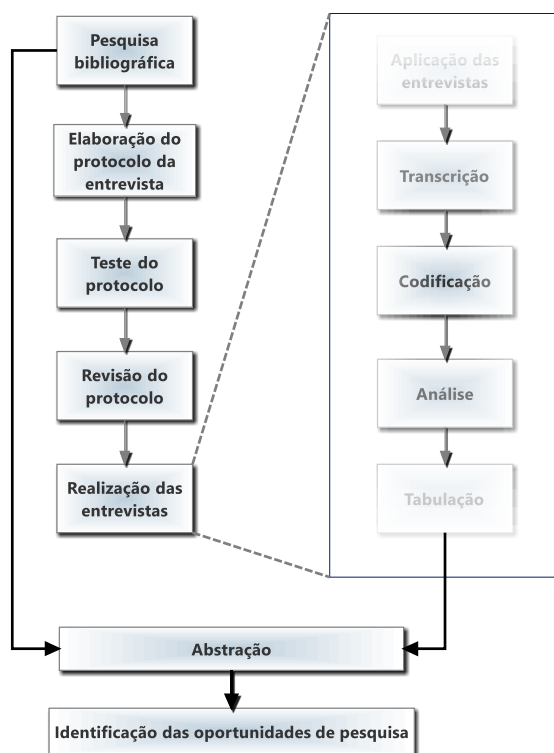 Pesquisa
bibliográfica
Elaboração do
protocolo da
entrevista
Teste do
protocolo
Revisão do
protocolo
Realização das
entrevistas
Aplicação das
entrevistas
Transcrição
Codificação
Análise
Tabulação
Abstração
Identificação das oportunidades de pesquisa